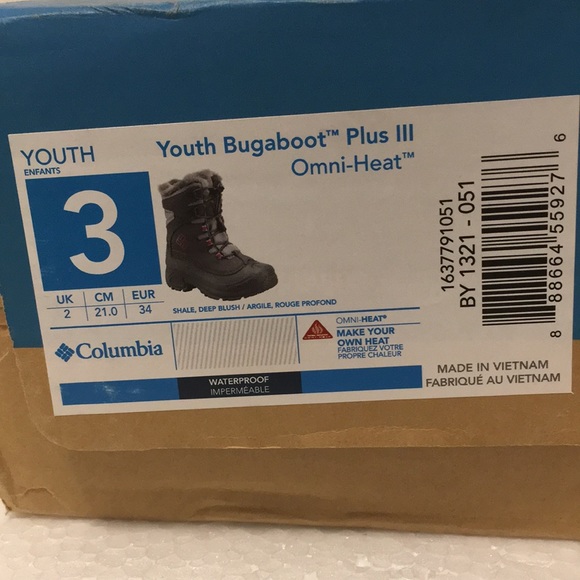 YOUTH
ENFANTS
3
UK CM EUR
2 21.0 34
Youth Bugaboot™ Plus III
Omni-Heat™
SHALE, DEEP BLUSH / ARGILE, ROUGE PROFOND
Columbia
WATERPROOF
IMPERMÉABLE
OMNI-HEAT®
MAKE YOUR
OWN HEAT
FABRIQUEZ VOTRE
PROPRE CHALEUR
1637791051
BY 1321 - 051
8 88664 55927 6
MADE IN VIETNAM
FABRIQUÉ AU VIETNAM